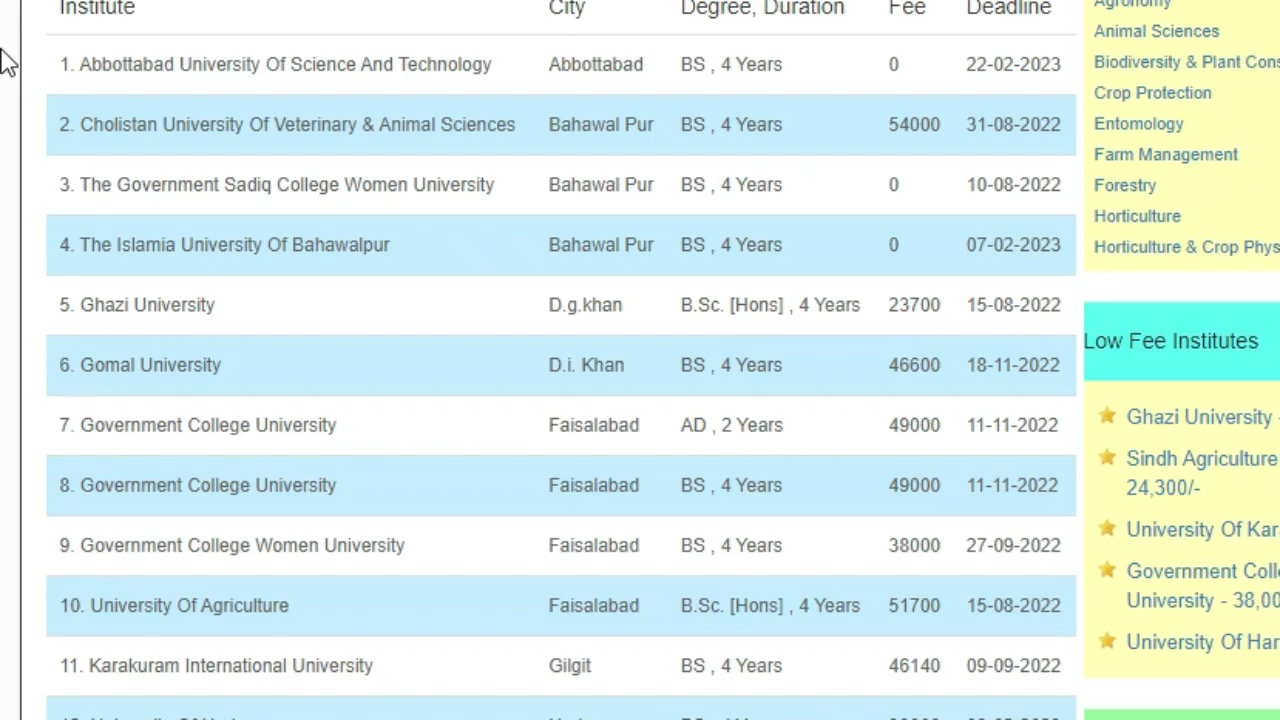 Institute City Degree, Duration Fee Deadline
1. Abbottabad University Of Science And Technology Abbottabad BS , 4 Years 0 22-02-2023
2. Cholistan University Of Veterinary & Animal Sciences Bahawal Pur BS , 4 Years 54000 31-08-2022
3. The Government Sadiq College Women University Bahawal Pur BS , 4 Years 0 10-08-2022
4. The Islamia University Of Bahawalpur Bahawal Pur BS , 4 Years 0 07-02-2023
5. Ghazi University D.g.khan B.Sc. [Hons] , 4 Years 23700 15-08-2022
6. Gomal University D.i. Khan BS , 4 Years 46600 18-11-2022
7. Government College University Faisalabad AD , 2 Years 49000 11-11-2022
8. Government College University Faisalabad BS , 4 Years 49000 11-11-2022
9. Government College Women University Faisalabad BS , 4 Years 38000 27-09-2022
10. University Of Agriculture Faisalabad B.Sc. [Hons] , 4 Years 51700 15-08-2022
11. Karakuram International University Gilgit BS , 4 Years 46140 09-09-2022
Agronomy
Animal Sciences
Biodiversity & Plant Cons
Crop Protection
Entomology
Farm Management
Forestry
Horticulture
Horticulture & Crop Phys
Low Fee Institutes
Ghazi University -
Sindh Agriculture
24,300/-
University Of Kar
Government Colle
University - 38,00
University Of Har